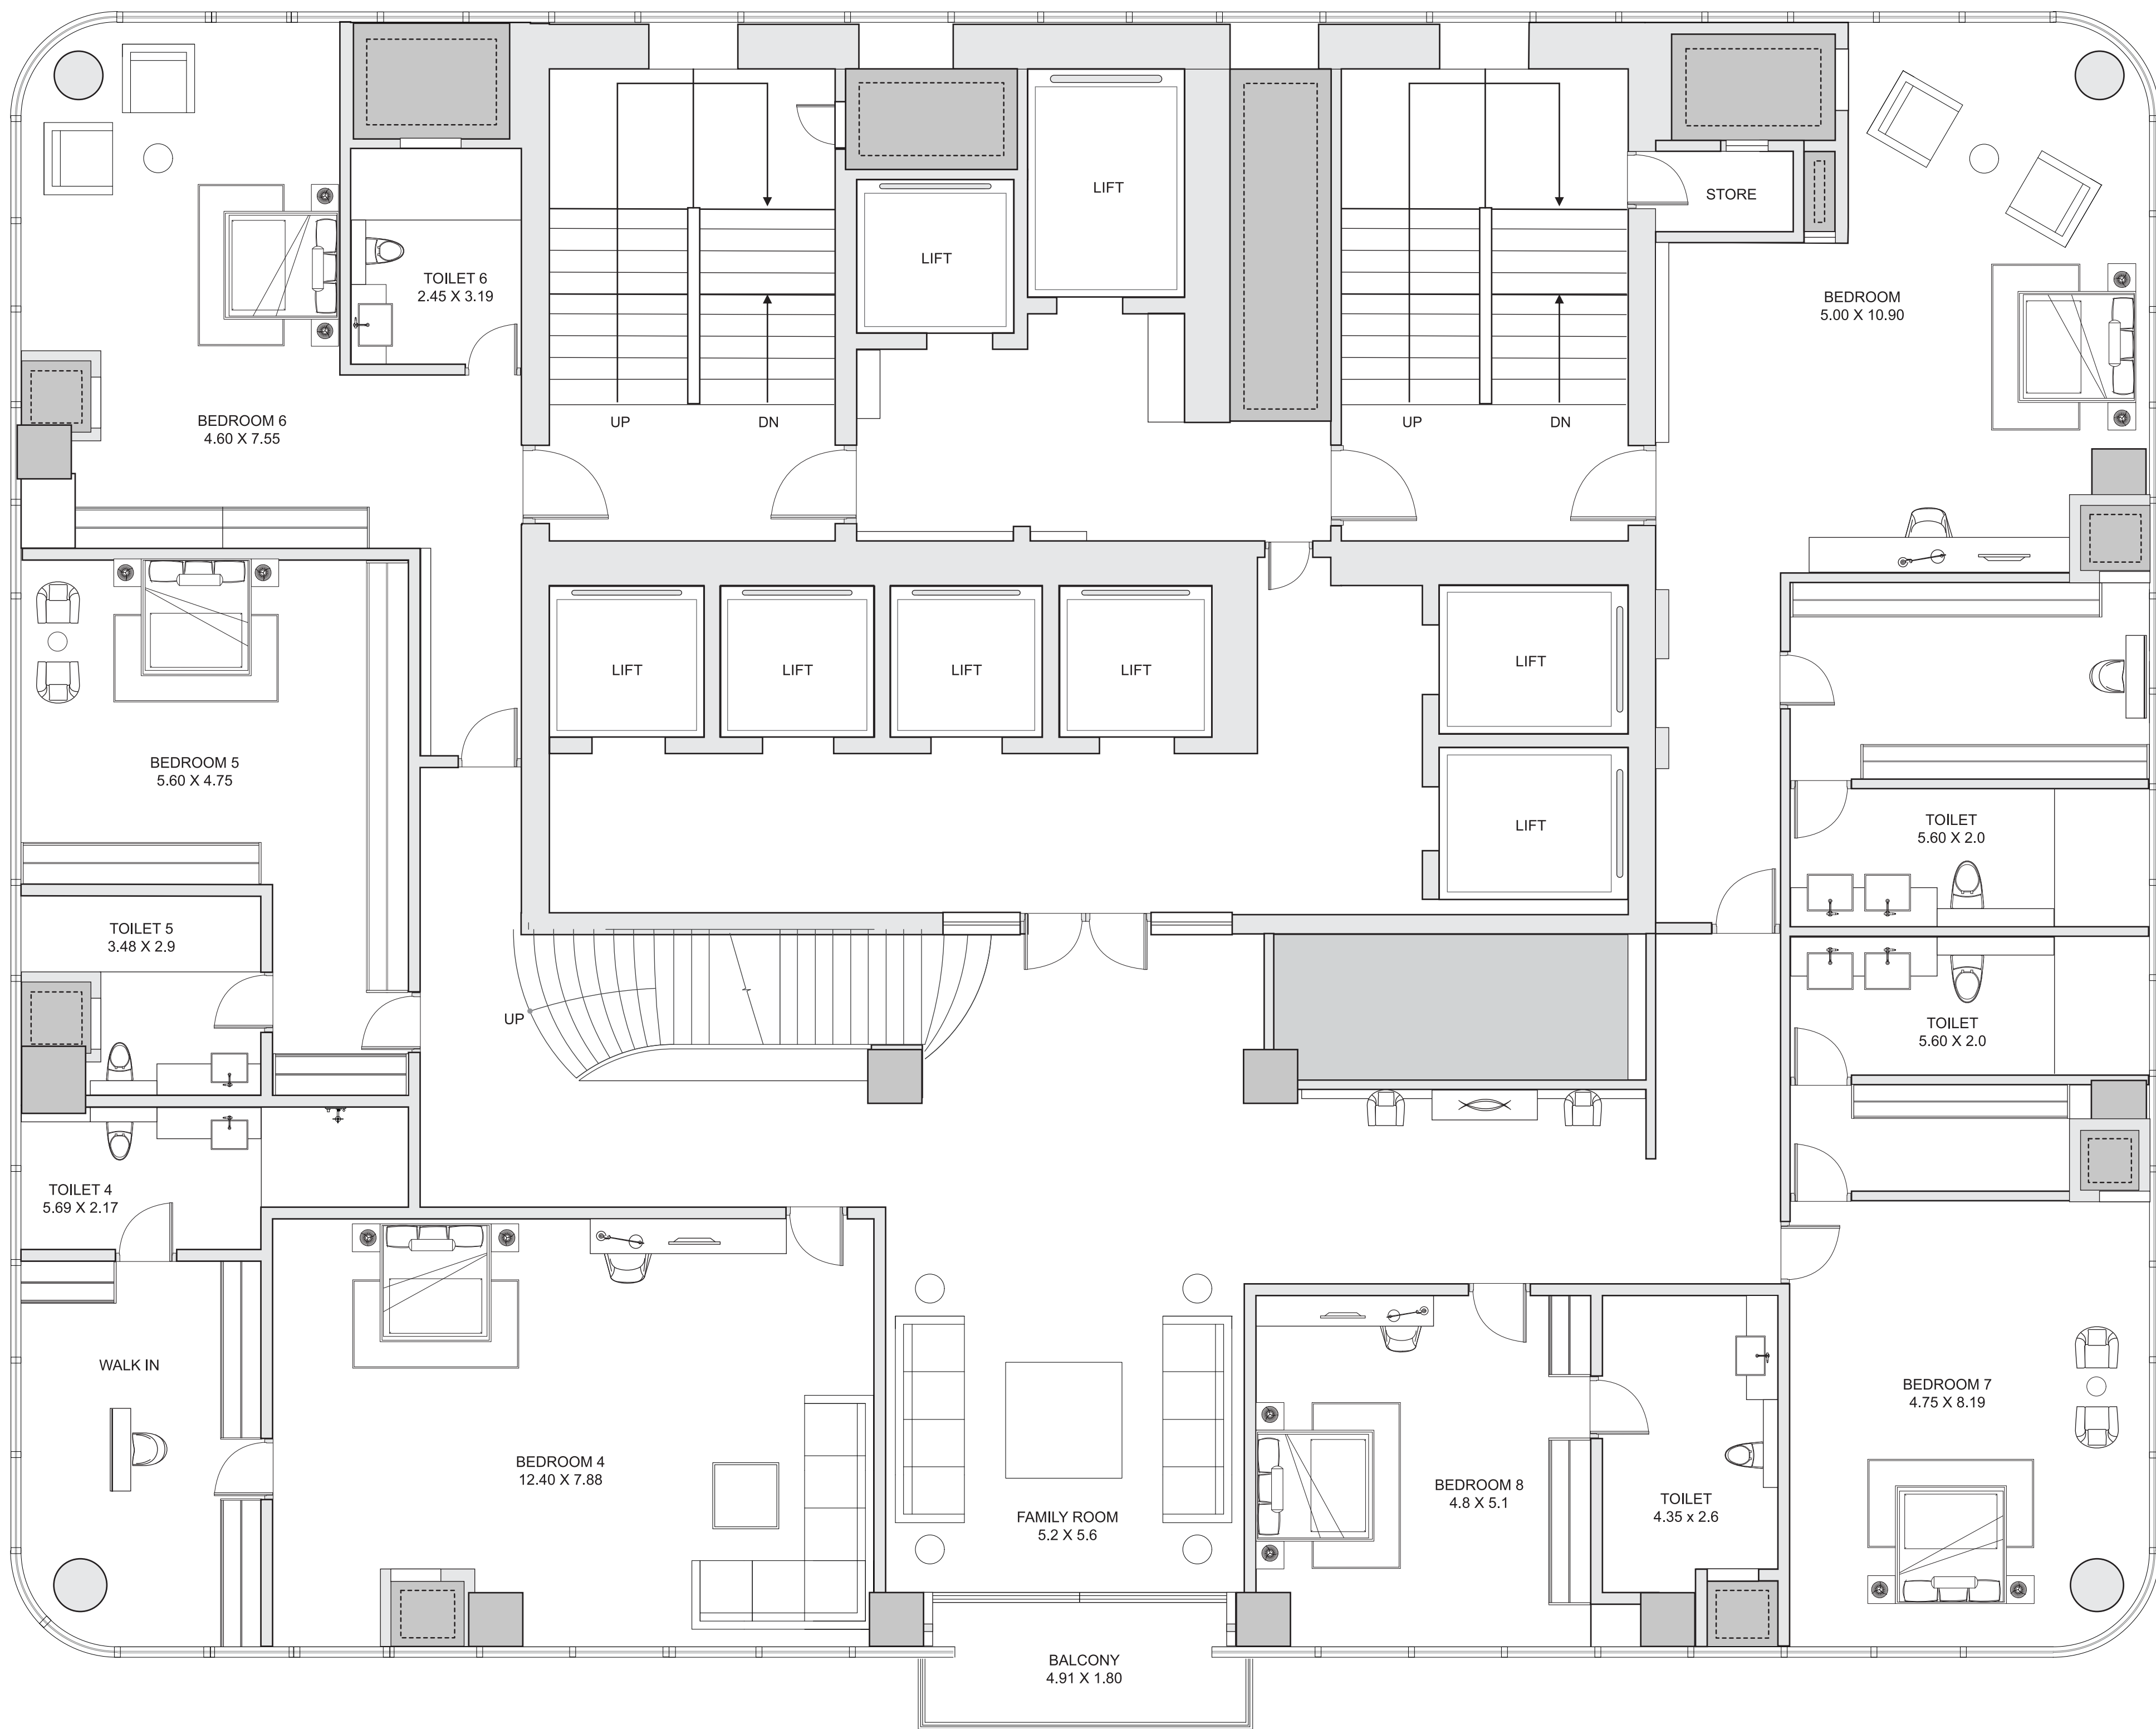 LIFT
STORE
LIFT
TOILET 6
2.45 X 3.19
BEDROOM
5.00 X 10.90
BEDROOM 6
4.60 X 7.55
UP
DN
UP
DN
LIFT
LIFT
LIFT
LIFT
LIFT
BEDROOM 5
5.60 X 4.75
LIFT
TOILET
5.60 X 2.0
TOILET 5
3.48 X 2.9
UP
TOILET
5.60 X 2.0
TOILET 4
5.69 X 2.17
WALK IN
BEDROOM 7
4.75 X 8.19
BEDROOM 4
12.40 X 7.88
BEDROOM 8
4.8 X 5.1
TOILET
4.35 x 2.6
FAMILY ROOM
5.2 X 5.6
BALCONY
4.91 X 1.80